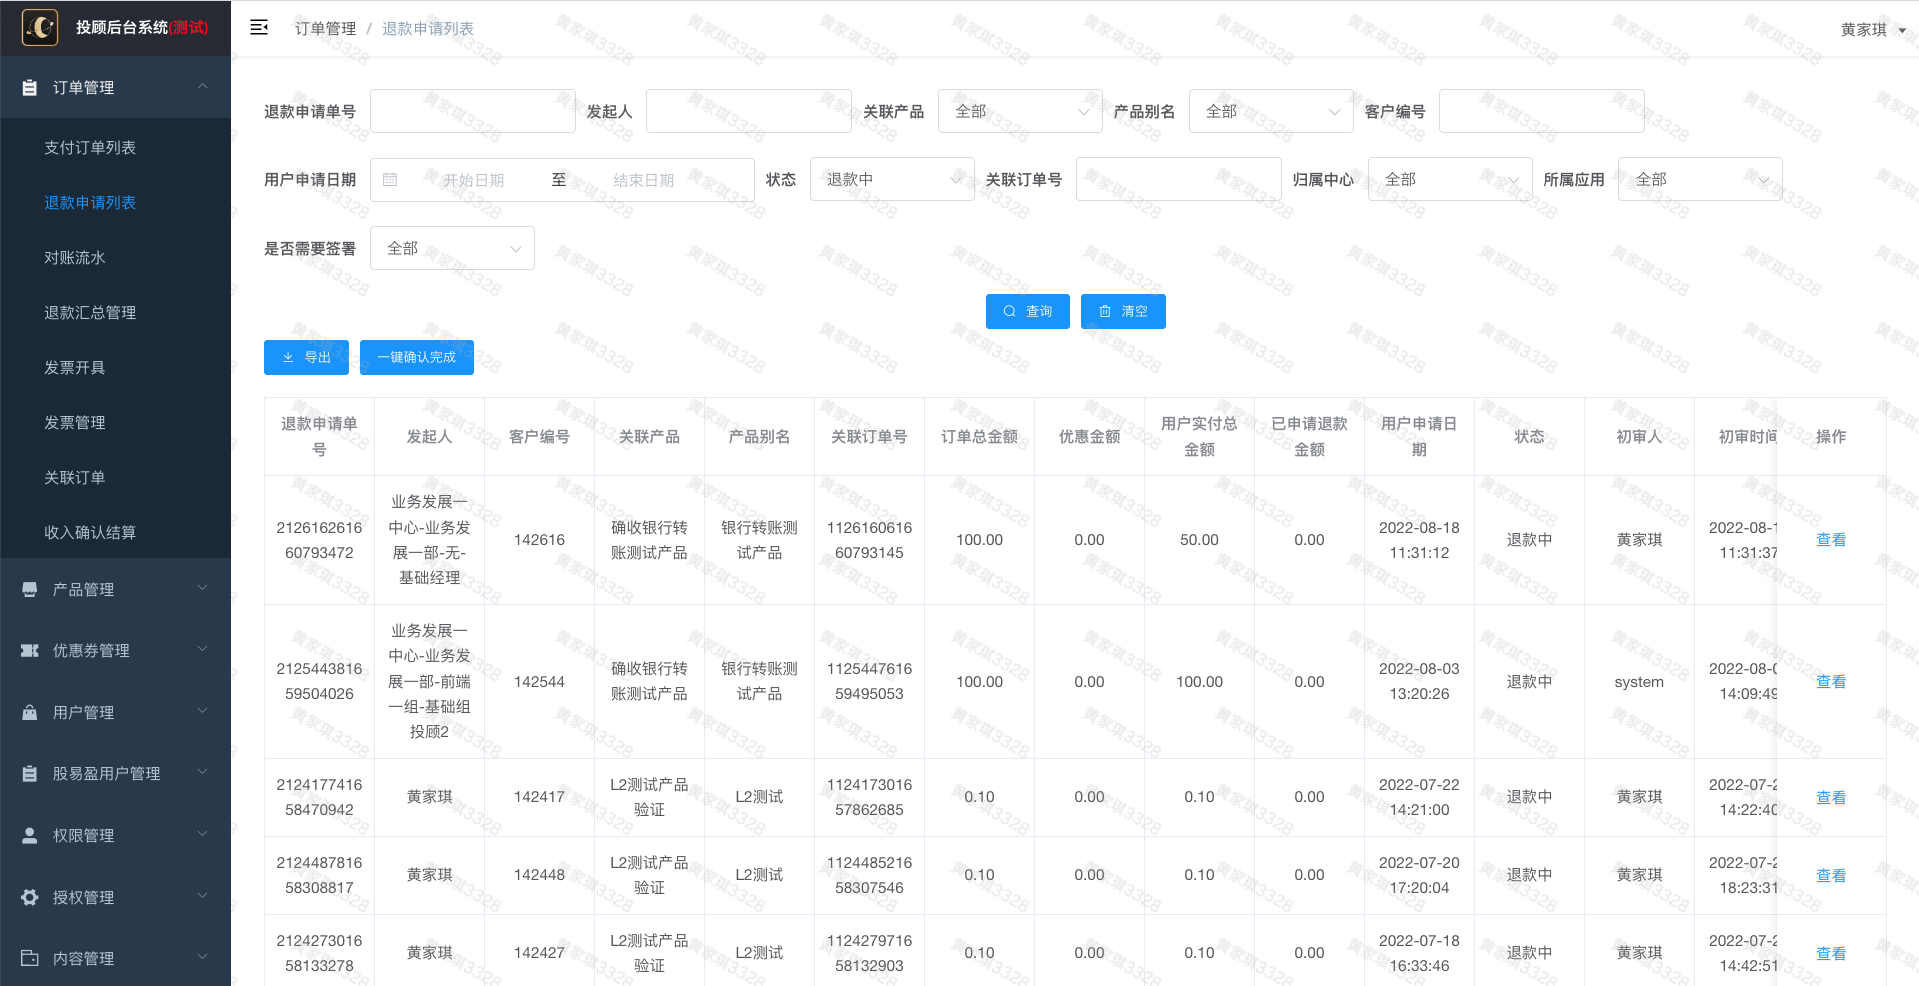 投顾后台系统(测试)
订单管理 / 退款申请列表
黄家琪
订单管理
支付订单列表
退款申请列表
对账流水
退款汇总管理
发票开具
发票管理
关联订单
收入确认结算
产品管理
优惠券管理
用户管理
股易盈用户管理
权限管理
授权管理
内容管理
退款申请单号 发起人 关联产品 全部 产品别名 全部 客户编号
用户申请日期 开始日期 至 结束日期 状态 退款中 关联订单号 归属中心 全部 所属应用 全部
是否需要签署 全部
查询 清空
导出 一键确认完成
退款申请单号 发起人 客户编号 关联产品 产品别名 关联订单号 订单总金额 优惠金额 用户实付总金额 已申请退款金额 用户申请日期 状态 初审人 初审时间 操作
212616261660793472 业务发展一中心-业务发展一部-无-基础经理 142616 确收银行转账测试产品 银行转账测试产品 112616061660793145 100.00 0.00 50.00 0.00 2022-08-18 11:31:12 退款中 黄家琪 2022-08-1 11:31:37 查看
212544381659504026 业务发展一中心-业务发展一部-前端一组-基础组投顾2 142544 确收银行转账测试产品 银行转账测试产品 112544761659495053 100.00 0.00 100.00 0.00 2022-08-03 13:20:26 退款中 system 2022-08-0 14:09:49 查看
212417741658470942 黄家琪 142417 L2测试产品验证 L2测试 112417301657862685 0.10 0.00 0.10 0.00 2022-07-22 14:21:00 退款中 黄家琪 2022-07-2 14:22:40 查看
212448781658308817 黄家琪 142448 L2测试产品验证 L2测试 112448521658307546 0.10 0.00 0.10 0.00 2022-07-20 17:20:04 退款中 黄家琪 2022-07-2 18:23:31 查看
212427301658133278 黄家琪 142427 L2测试产品验证 L2测试 112427971658132903 0.10 0.00 0.10 0.00 2022-07-18 16:33:46 退款中 黄家琪 2022-07-2 14:42:51 查看
黄家琪3328